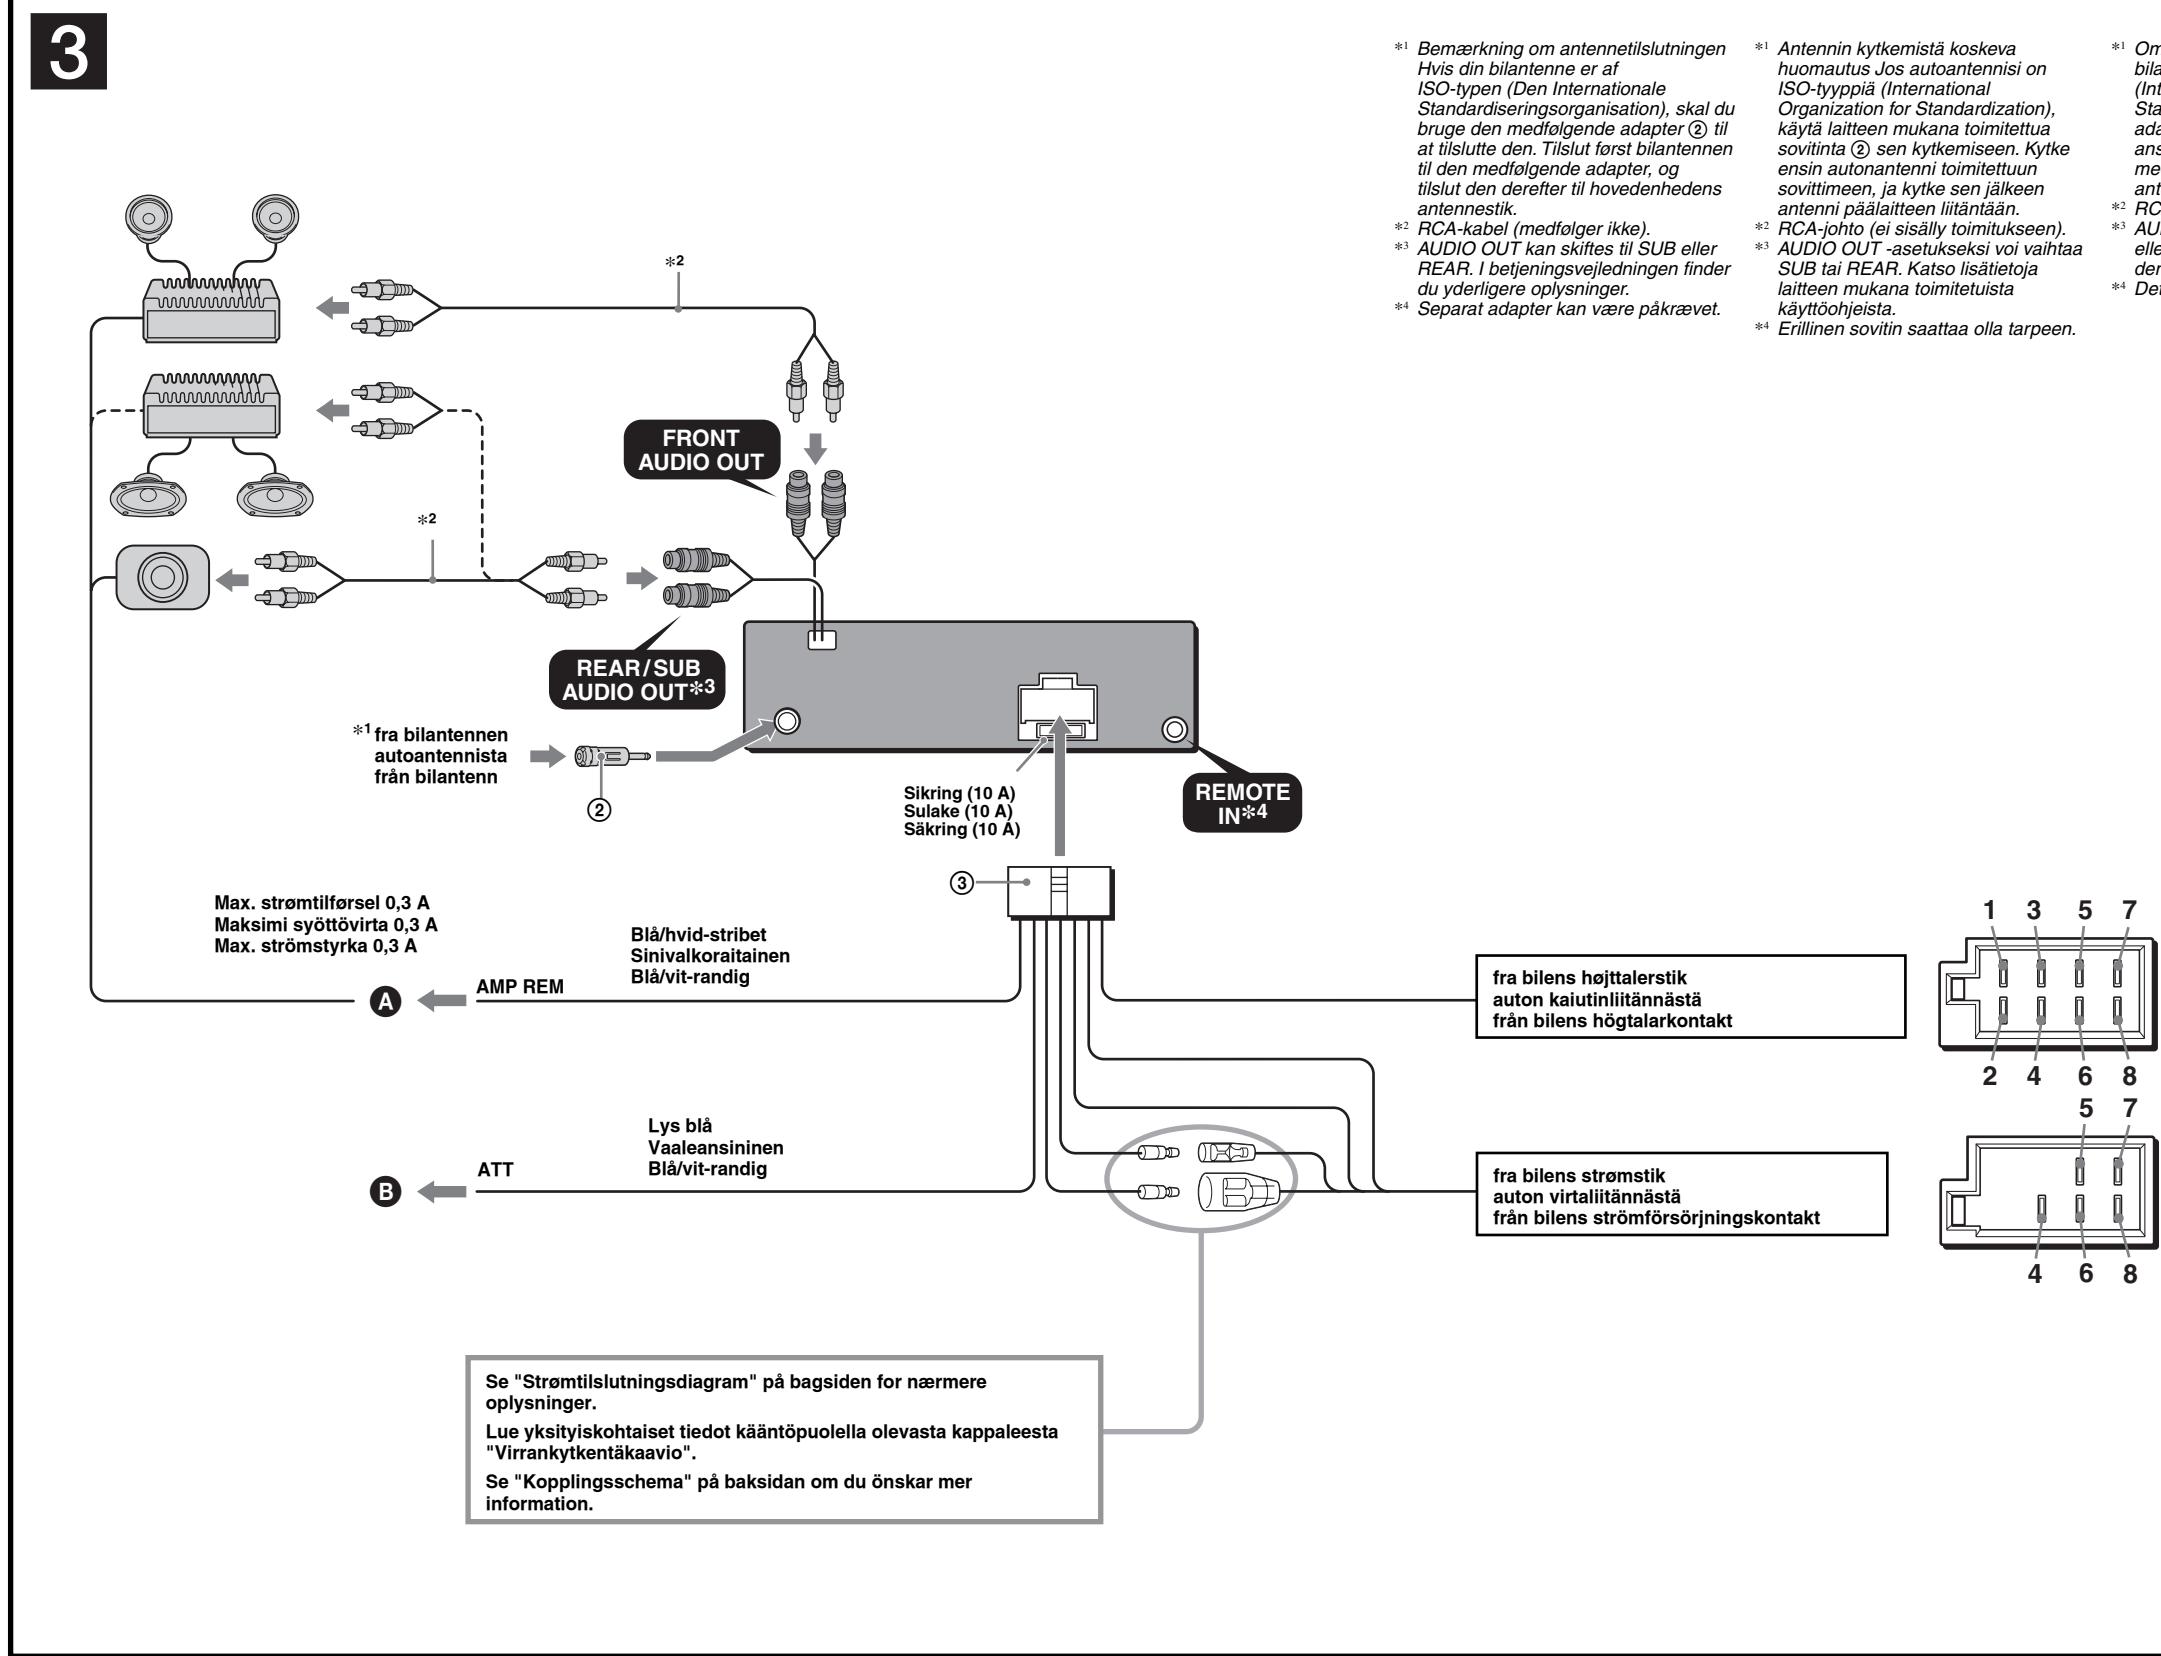 3
*1 Bemærkning om antennetilslutningen
Hvis din bilantenne er af
ISO-typen (Den Internationale
Standardiseringsorganisation), skal du
bruge den medfølgende adapter ② til
at tilslutte den. Tilslut først bilantennen
til den medfølgende adapter, og
tilslut den derefter til hovedenhedens
antennestik.
*2 RCA-kabel (medfølger ikke).
*3 AUDIO OUT kan skiftes til SUB eller
REAR. I betjeningsvejledningen finder
du yderligere oplysninger.
*4 Separat adapter kan være påkrævet.
*1 Antennin kytkemistä koskeva
huomautus Jos autoantennisi on
ISO-tyyppiä (International
Organization for Standardization),
käytä laitteen mukana toimitettua
sovitinta ② sen kytkemiseen. Kytke
ensin autonantenni toimitettuun
sovittimeen, ja kytke sen jälkeen
antenni päälaitteen liitäntään.
*2 RCA-johto (ei sisälly toimitukseen).
*3 AUDIO OUT -asetukseksi voi vaihtaa
SUB tai REAR. Katso lisätietoja
laitteen mukana toimitetuista
käyttöohjeista.
*4 Erillinen sovitin saattaa olla tarpeen.
*1
*2
*3
*4
*2
FRONT
AUDIO OUT
*2
REAR/SUB
AUDIO OUT*3
*1 fra bilantennen
autoantennista
från bilantenn
②
Sikring (10 A)
Sulake (10 A)
Säkring (10 A)
REMOTE
IN*4
③
Max. strømtilførsel 0,3 A
Maksimi syöttövirta 0,3 A
Max. strömstyrka 0,3 A
Blå/hvid-stribet
Sinivalkoraitainen
Blå/vit-randig
A
AMP REM
fra bilens højttalerstik
auton kaiutinliitännästä
från bilens högtalarkontakt
1 3 5 7
2 4 6 8
Lys blå
Vaaleansininen
Blå/vit-randig
B
ATT
fra bilens strømstik
auton virtaliitännästä
från bilens strömförsörjningskontakt
5 7
4 6 8
Se "Strømtilslutningsdiagram" på bagsiden for nærmere
oplysninger.
Lue yksityiskohtaiset tiedot kääntöpuolella olevasta kappaleesta
"Virrankytkentäkaavio".
Se "Kopplingsschema" på baksidan om du önskar mer
information.